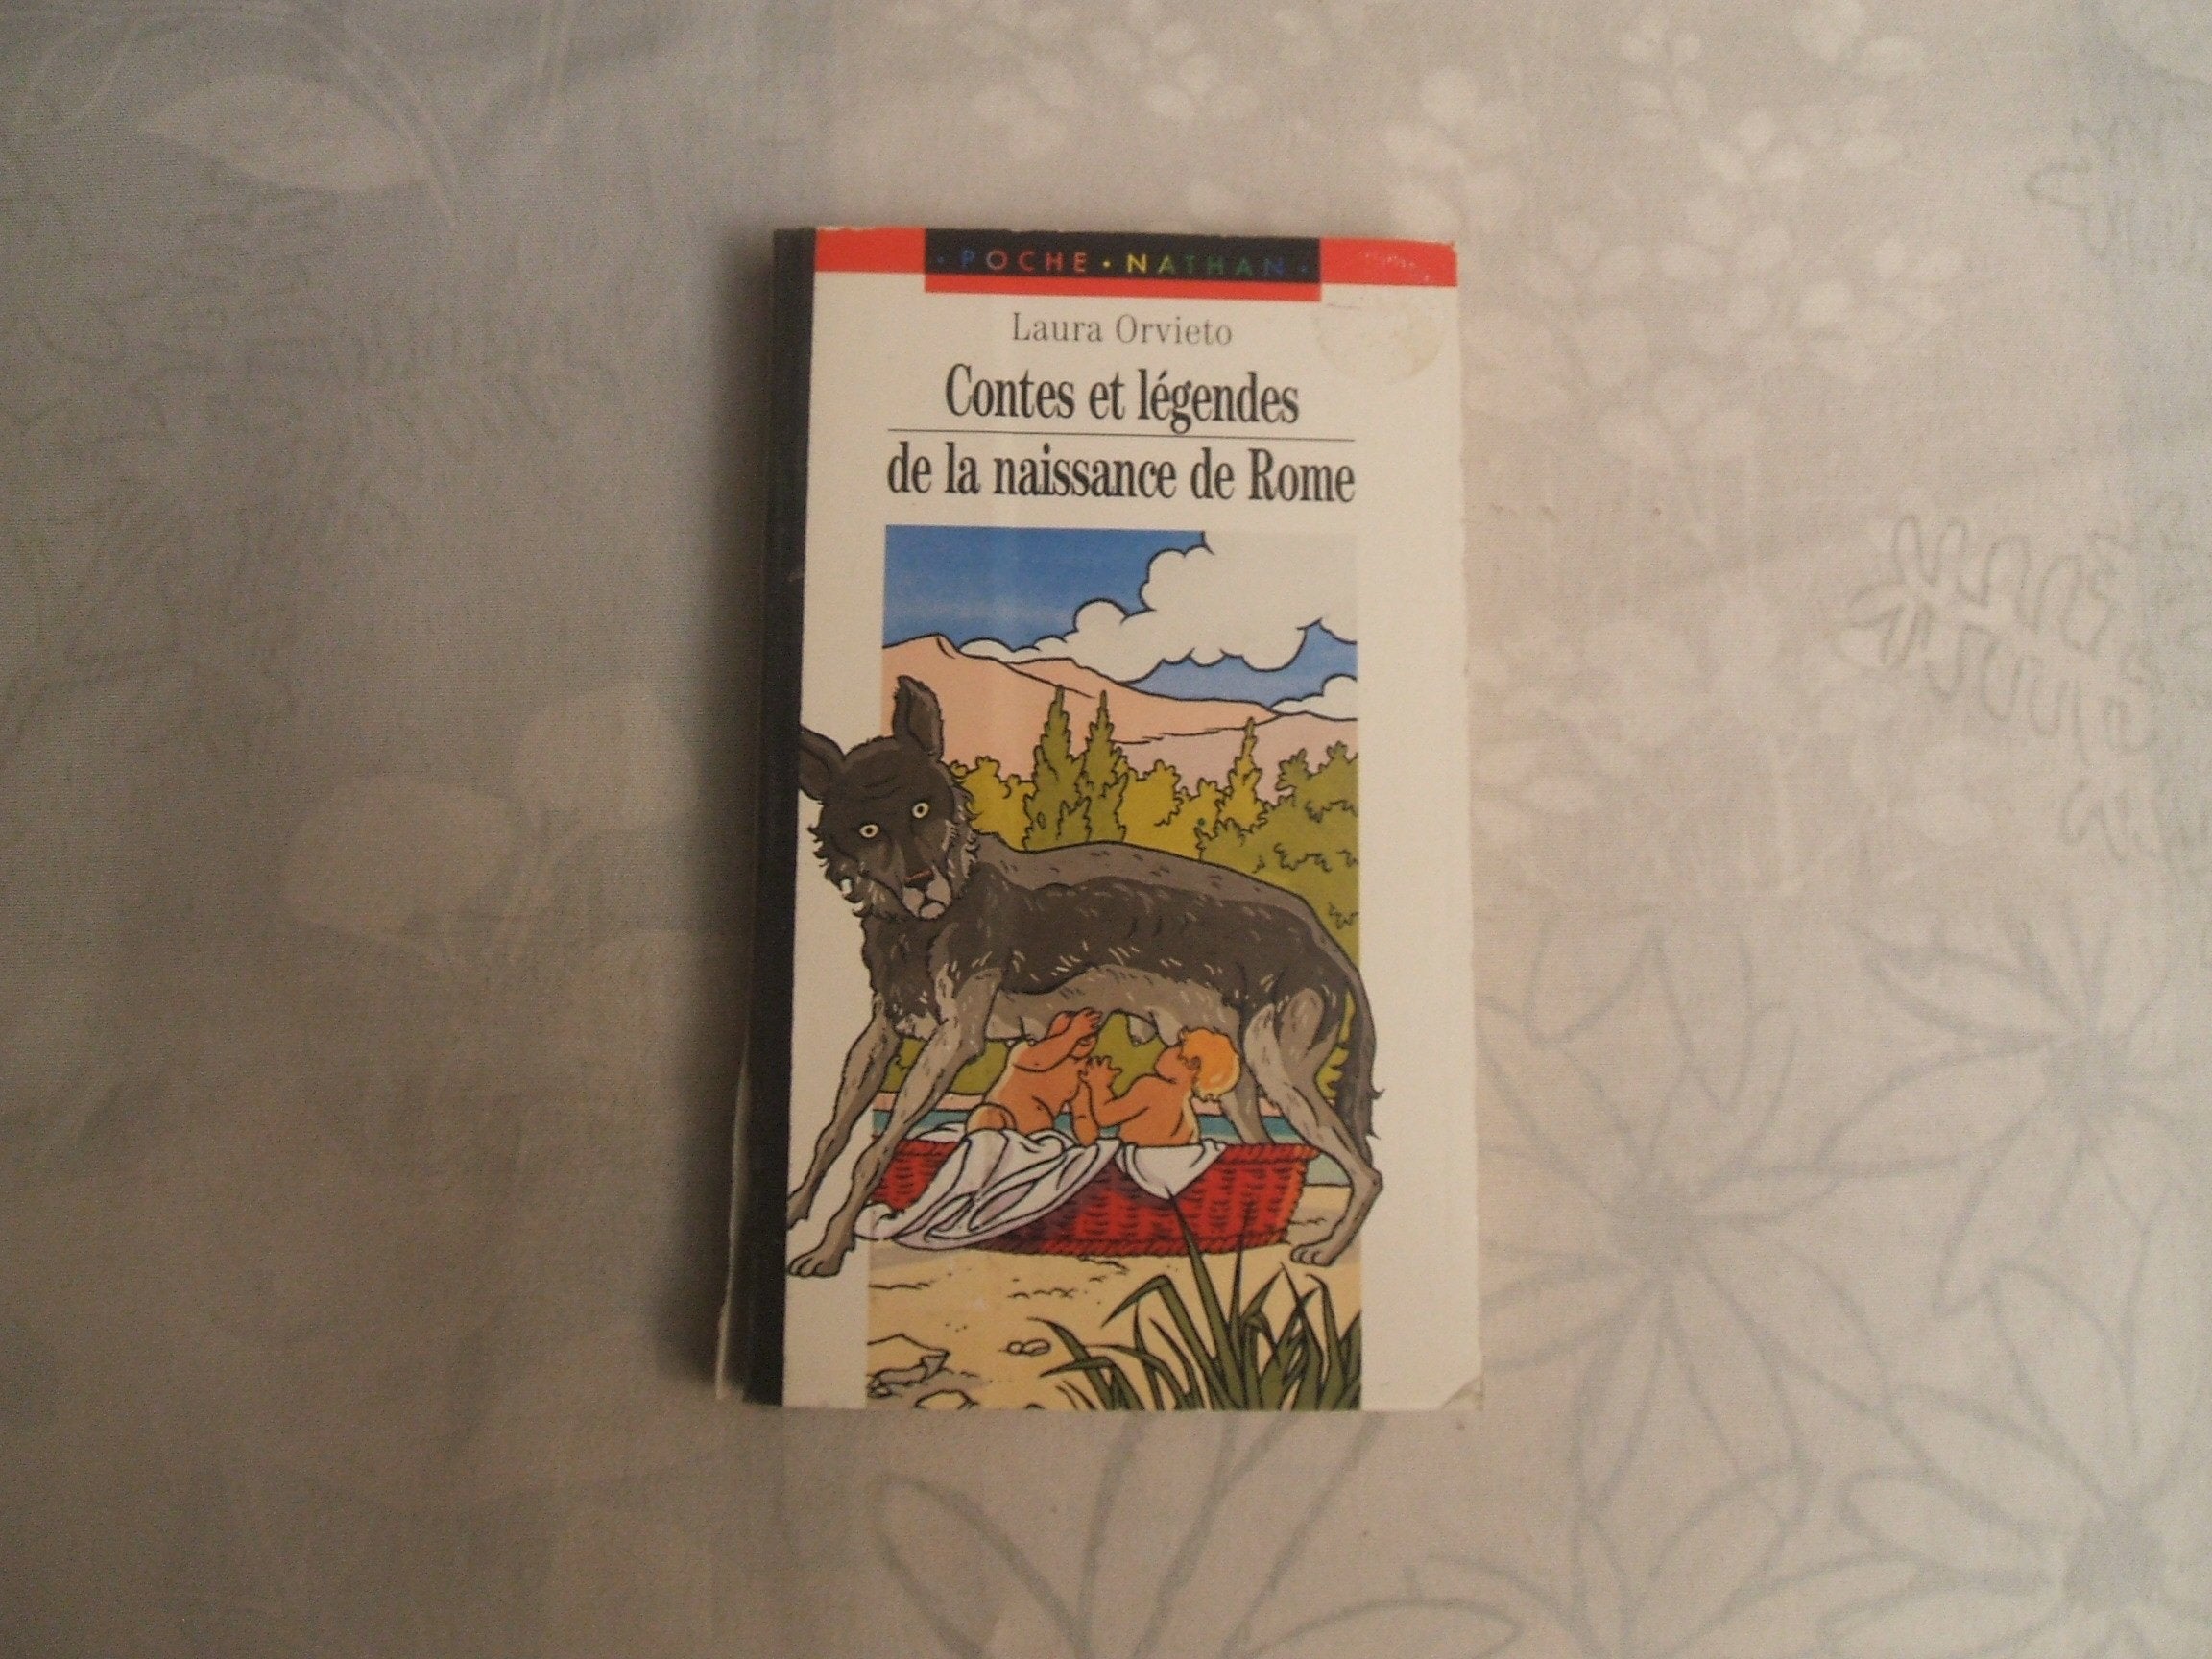 · POCHE · NATHAN ·
Laura Orvieto
Contes et légendes
de la naissance de Rome